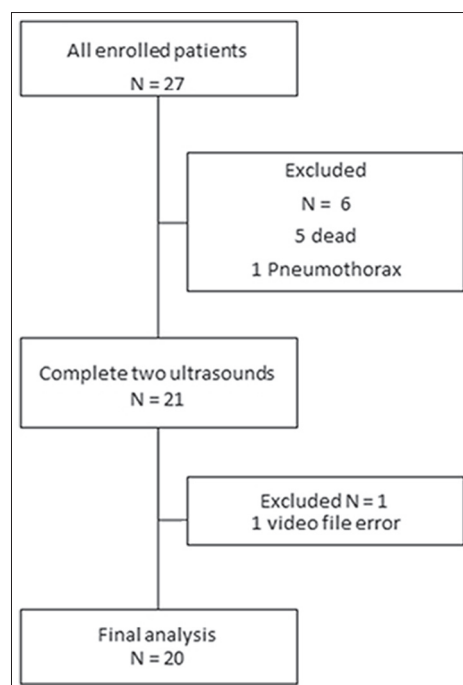 All enrolled patients
N = 27
Excluded
N = 6
5 dead
1 Pneumothorax
Complete two ultrasounds
N = 21
Excluded N = 1
1 video file error
Final analysis
N = 20